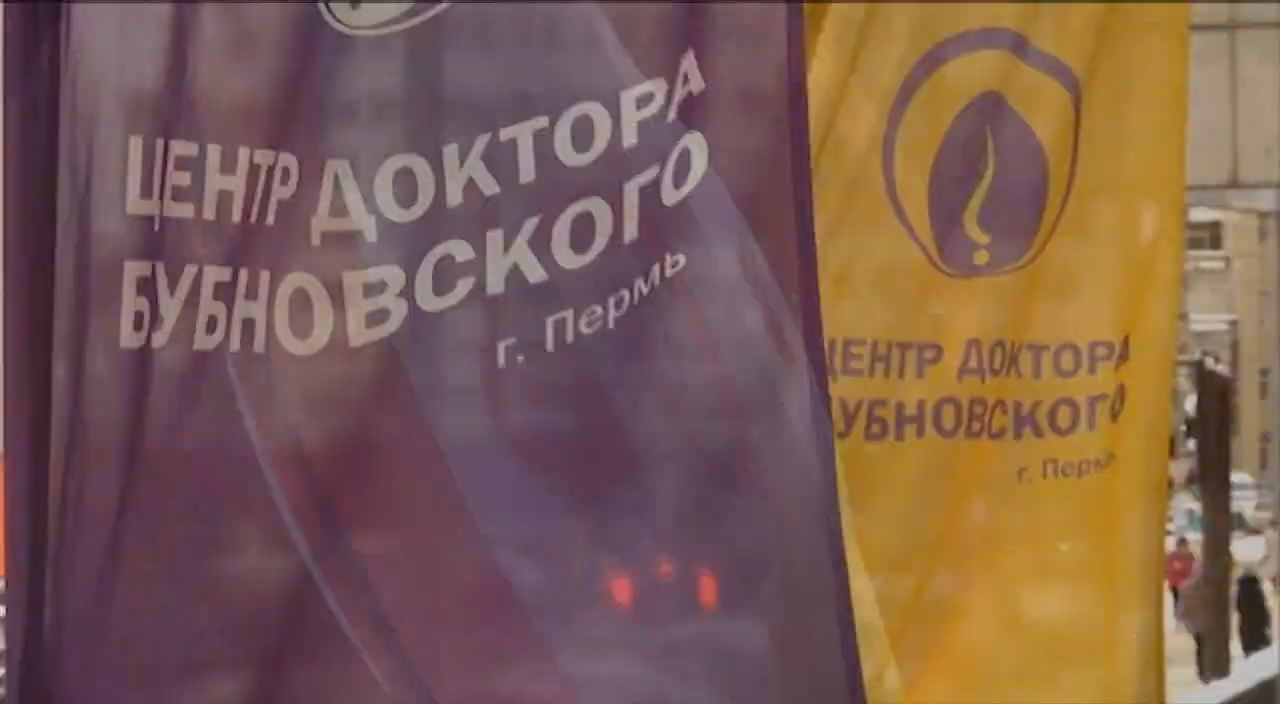 ЦЕНТР ДОКТОРА
БУБНОВСКОГО
г. Пермь
ЦЕНТР ДОКТОРА
БУБНОВСКОГО
г. Пермь